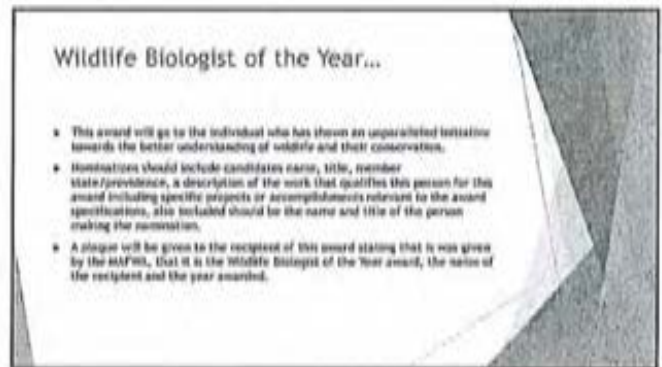 Wildlife Biologist of the Year...
This award will go to the individual who has shown an unparalleled initiative
towards the better understanding of wildlife and their conservation.
Nominations should include candidates name, title, member
state/providence, a description of the work that qualifies this person for this
award including specific projects or accomplishments relevant to the award
specifications, also included should be the name and title of the person
making the nomination.
A plaque will be given to the recipient of this award stating that is was given
by the MAFWA, that it is the Wildlife Biologist of the Year award, the name of
the recipient and the year awarded.